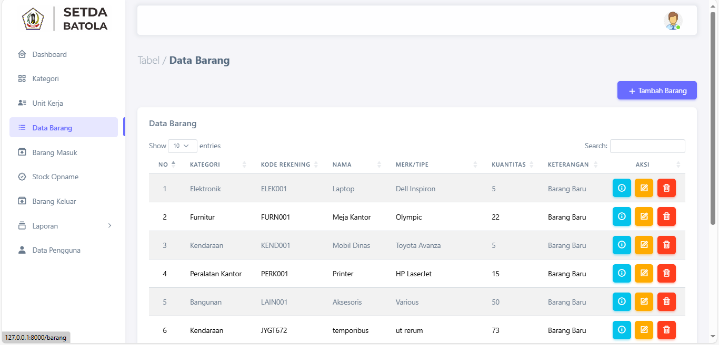 SETDA
BATOLA
Dashboard
Kategori
Unit Kerja
Data Barang
Barang Masuk
Stock Opname
Barang Keluar
Laporan
Data Pengguna
Tabel / Data Barang
+ Tambah Barang
Data Barang
Show 10 entries Search:
NO KATEGORI KODE REKENING NAMA MERK/TIPE KUANTITAS KETERANGAN AKSI
1 Elektronik ELEK001 Laptop Dell Inspiron 5 Barang Baru
2 Furnitur FURN001 Meja Kantor Olympic 22 Barang Baru
3 Kendaraan KEND001 Mobil Dinas Toyota Avanza 5 Barang Baru
4 Peralatan Kantor PERK001 Printer HP LaserJet 15 Barang Baru
5 Bangunan LAIN001 Aksesoris Various 50 Barang Baru
6 Kendaraan JYGT672 temporibus ut rerum 73 Barang Baru
127.0.0.1:8000/barang